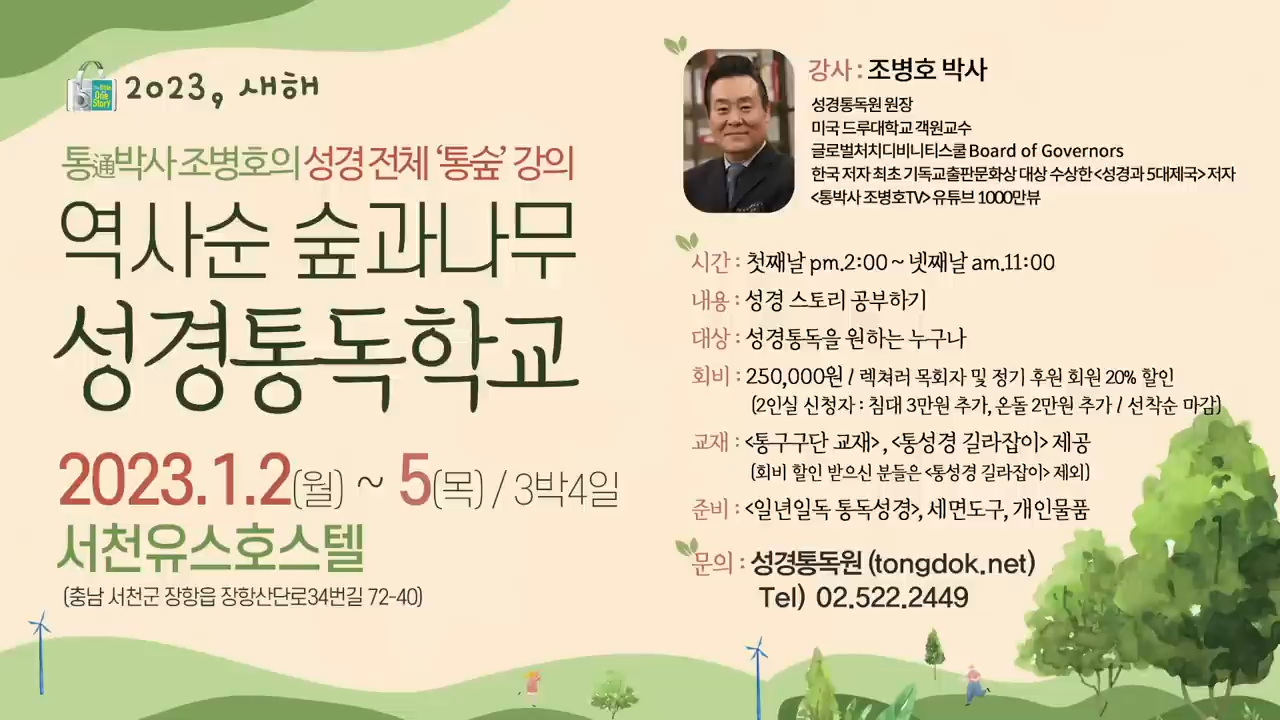 2023, 새해
통通박사 조병호의 성경 전체 '통숲' 강의
역사순 숲과나무
성경통독학교
2023.1.2(월) ~ 5(목) / 3박4일
서천유스호스텔
(충남 서천군 장항읍 장항산단로34번길 72-40)
강사 : 조병호 박사
성경통독원 원장
미국 드루대학교 객원교수
글로벌처치디비니티스쿨 Board of Governors
한국 저자 최초 기독교출판문화상 대상 수상한 <성경과 5대제국> 저자
<통박사 조병호TV> 유튜브 1000만뷰
시간 : 첫째날 pm.2:00 ~ 넷째날 am.11:00
내용 : 성경 스토리 공부하기
대상 : 성경통독을 원하는 누구나
회비 : 250,000원 / 렉쳐러 목회자 및 정기 후원 회원 20% 할인
(2인실 신청자 : 침대 3만원 추가, 온돌 2만원 추가 / 선착순 마감)
교재 : <통구구단 교재> , <통성경 길라잡이> 제공
(회비 할인 받으신 분들은 <통성경 길라잡이> 제외)
준비 : <일년일독 통독성경>, 세면도구, 개인물품
문의 : 성경통독원 (tongdok.net)
Tel) 02.522.2449